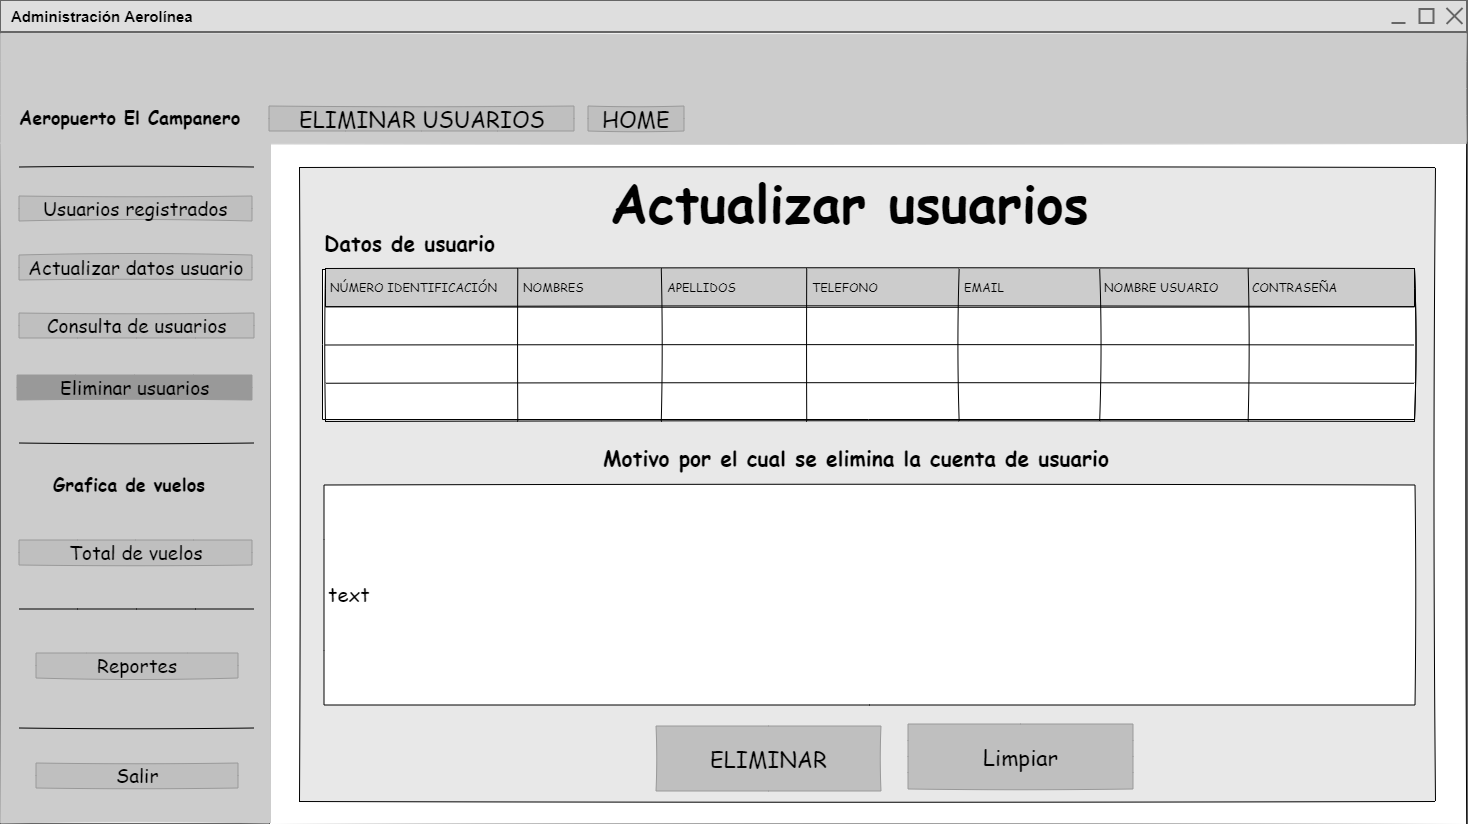 Administración Aerolínea
Aeropuerto El Campanero
ELIMINAR USUARIOS
HOME
Usuarios registrados
Actualizar datos usuario
Consulta de usuarios
Eliminar usuarios
Grafica de vuelos
Total de vuelos
Reportes
Salir
Actualizar usuarios
Datos de usuario
NÚMERO IDENTIFICACIÓN NOMBRES APELLIDOS TELEFONO EMAIL NOMBRE USUARIO CONTRASEÑA
Motivo por el cual se elimina la cuenta de usuario
text
ELIMINAR
Limpiar